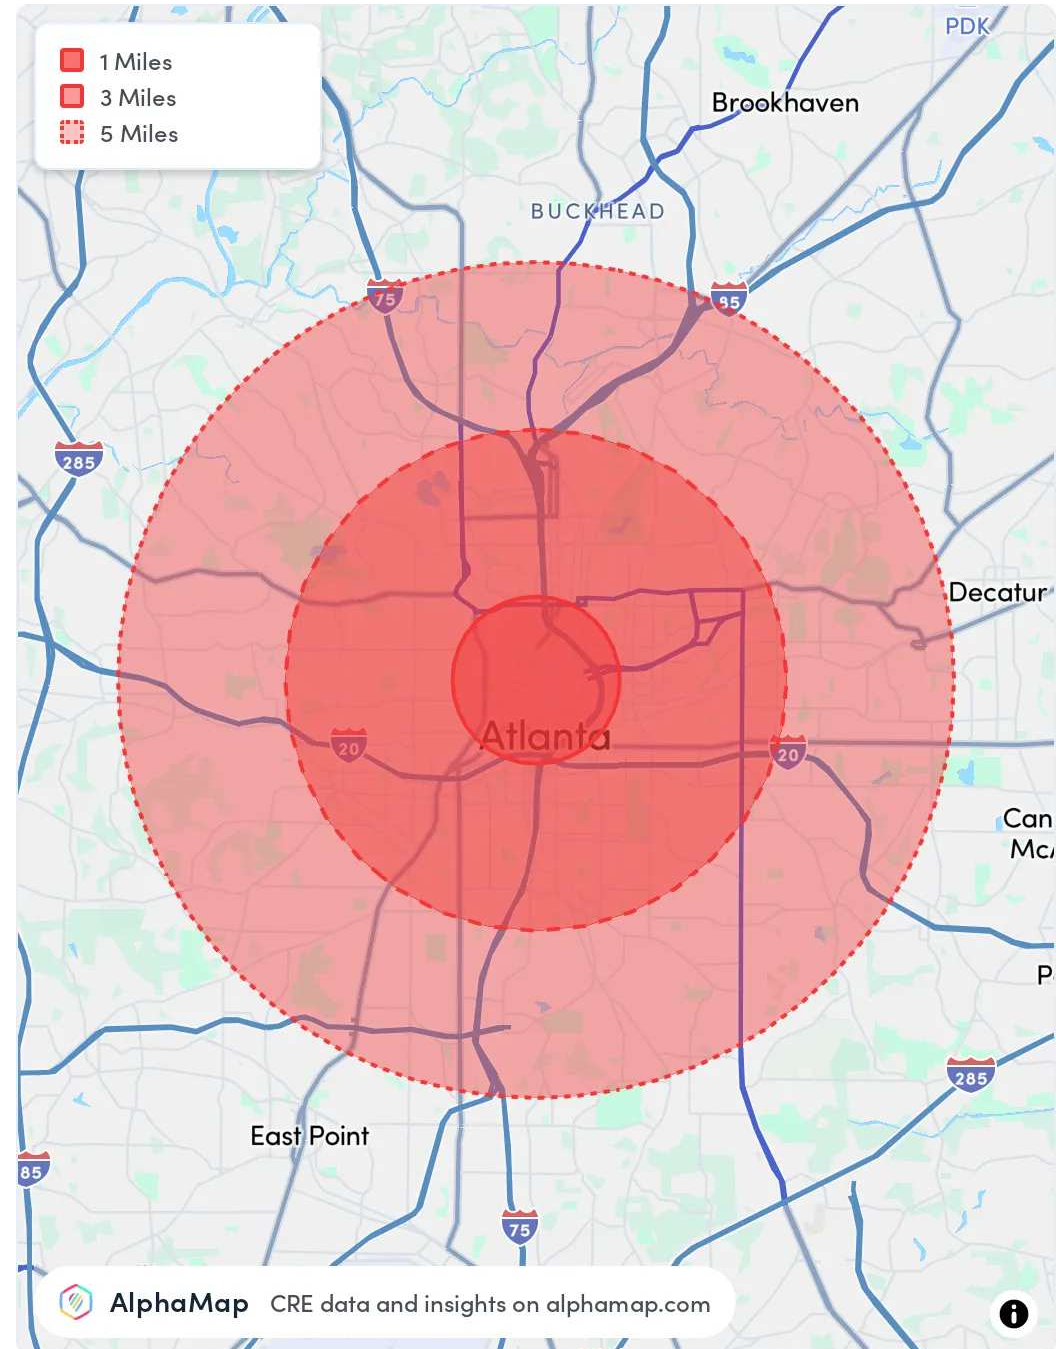 1 Miles
3 Miles
5 Miles
PDK
Brookhaven
BUCKHEAD
75
85
285
Decatur
Atlanta
20
20
Can
McA
P
285
East Point
85
75
AlphaMap CRE data and insights on alphamap.com